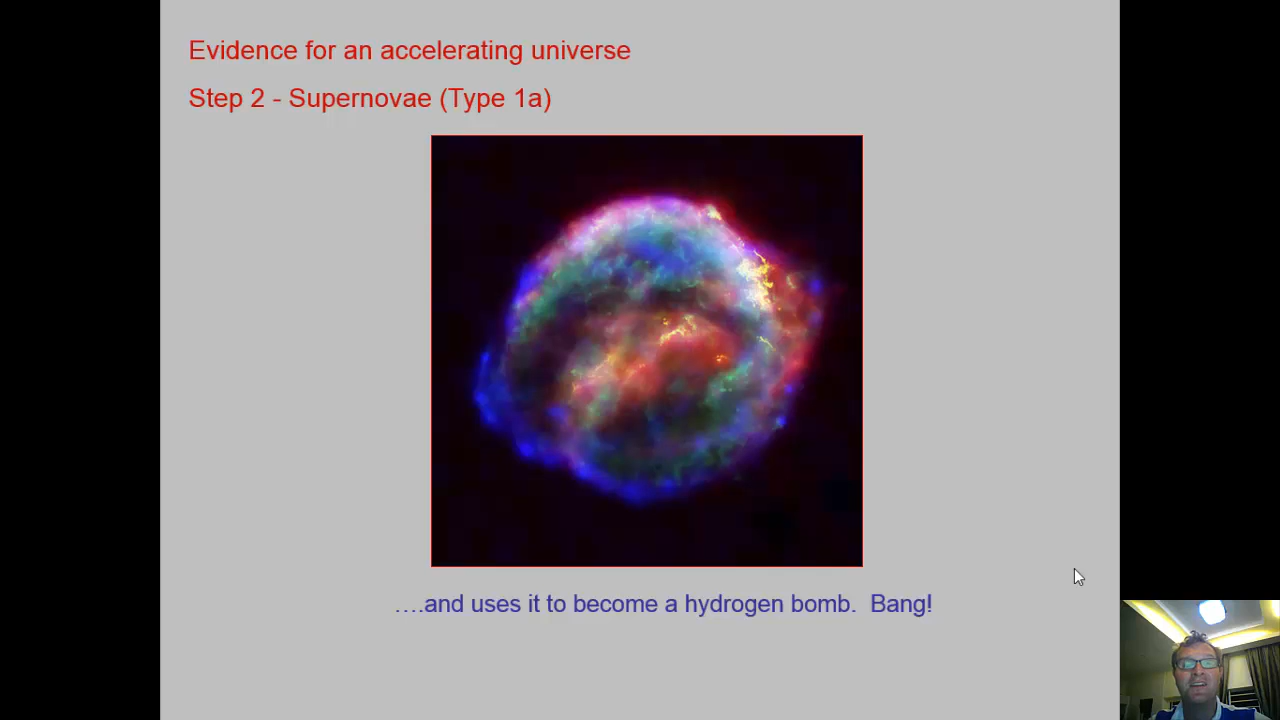 Evidence for an accelerating universe
Step 2 - Supernovae (Type 1a)
….and uses it to become a hydrogen bomb.  Bang!